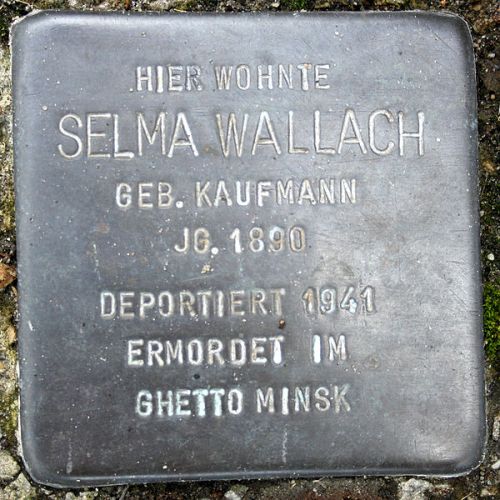 HIER WOHNTE
SELMA WALLACH
GEB. KAUFMANN
JG. 1890
DEPORTIERT 1941
ERMORDET IM
GHETTO MINSK